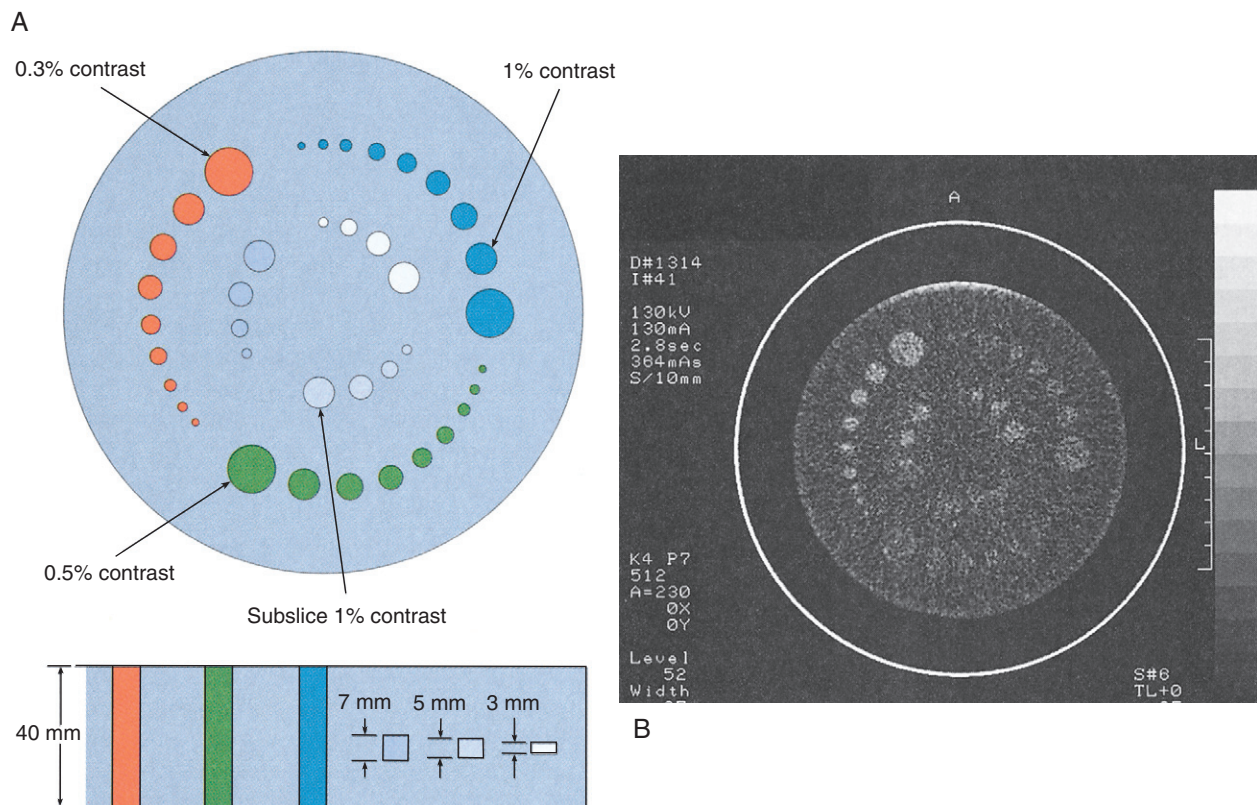 A
0.3% contrast
1% contrast
0.5% contrast
Subslice 1% contrast
40 mm
7 mm
5 mm
3 mm
A
D#1314
I#41
130kV
130mA
2.8sec
364mAs
S/10mm
L
K4 P7
512
A=230
0X
0Y
Level
52
Width
S#6
TL+0
B